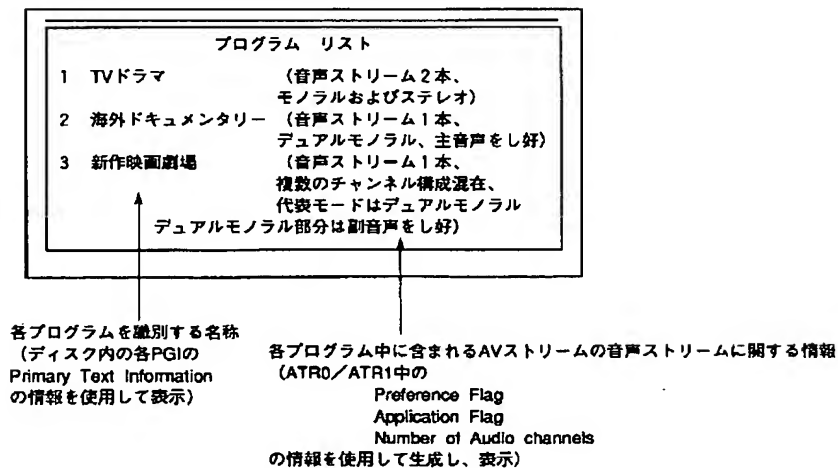 プログラム リスト
1 TVドラマ (音声ストリーム2本、
モノラルおよびステレオ)
2 海外ドキュメンタリー (音声ストリーム1本、
デュアルモノラル、主音声をし好)
3 新作映画劇場 (音声ストリーム1本、
複数のチャンネル構成混在、
代表モードはデュアルモノラル
デュアルモノラル部分は副音声をし好)
各プログラムを識別する名称
(ディスク内の各PGIの
Primary Text Information
の情報を使用して表示)
各プログラム中に含まれるAVストリームの音声ストリームに関する情報
(ATR0/ATR1中の
Preference Flag
Application Flag
Number of Audio channels
の情報を使用して生成し、表示)